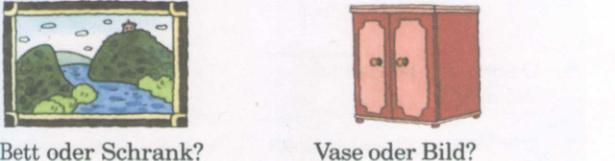 Bett oder Schrank?
Vase oder Bild?